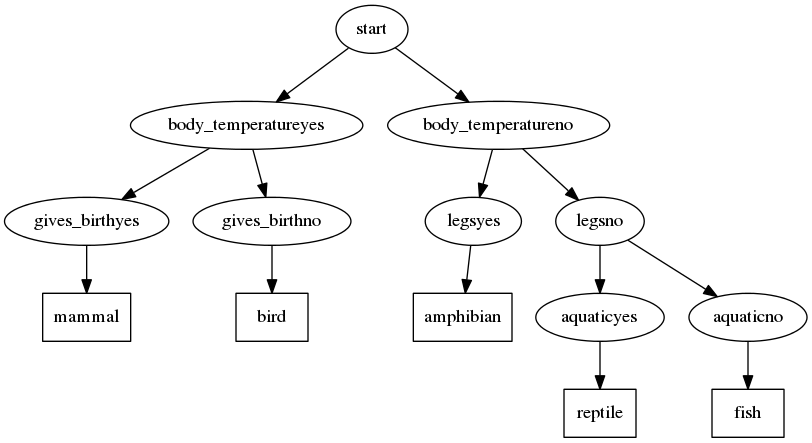 start
body_temperatureyes
body_temperatureno
gives_birthyes
gives_birthno
legsyes
legsno
mammal
bird
amphibian
aquaticyes
aquaticno
reptile
fish